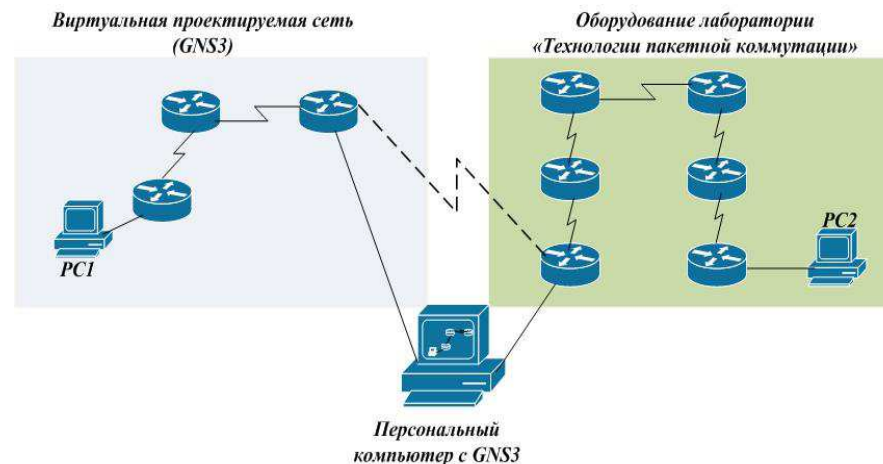 Виртуальная проектируемая сеть
(GNS3)
Оборудование лаборатории
«Технологии пакетной коммутации»
PC1
PC2
Персональный
компьютер с GNS3